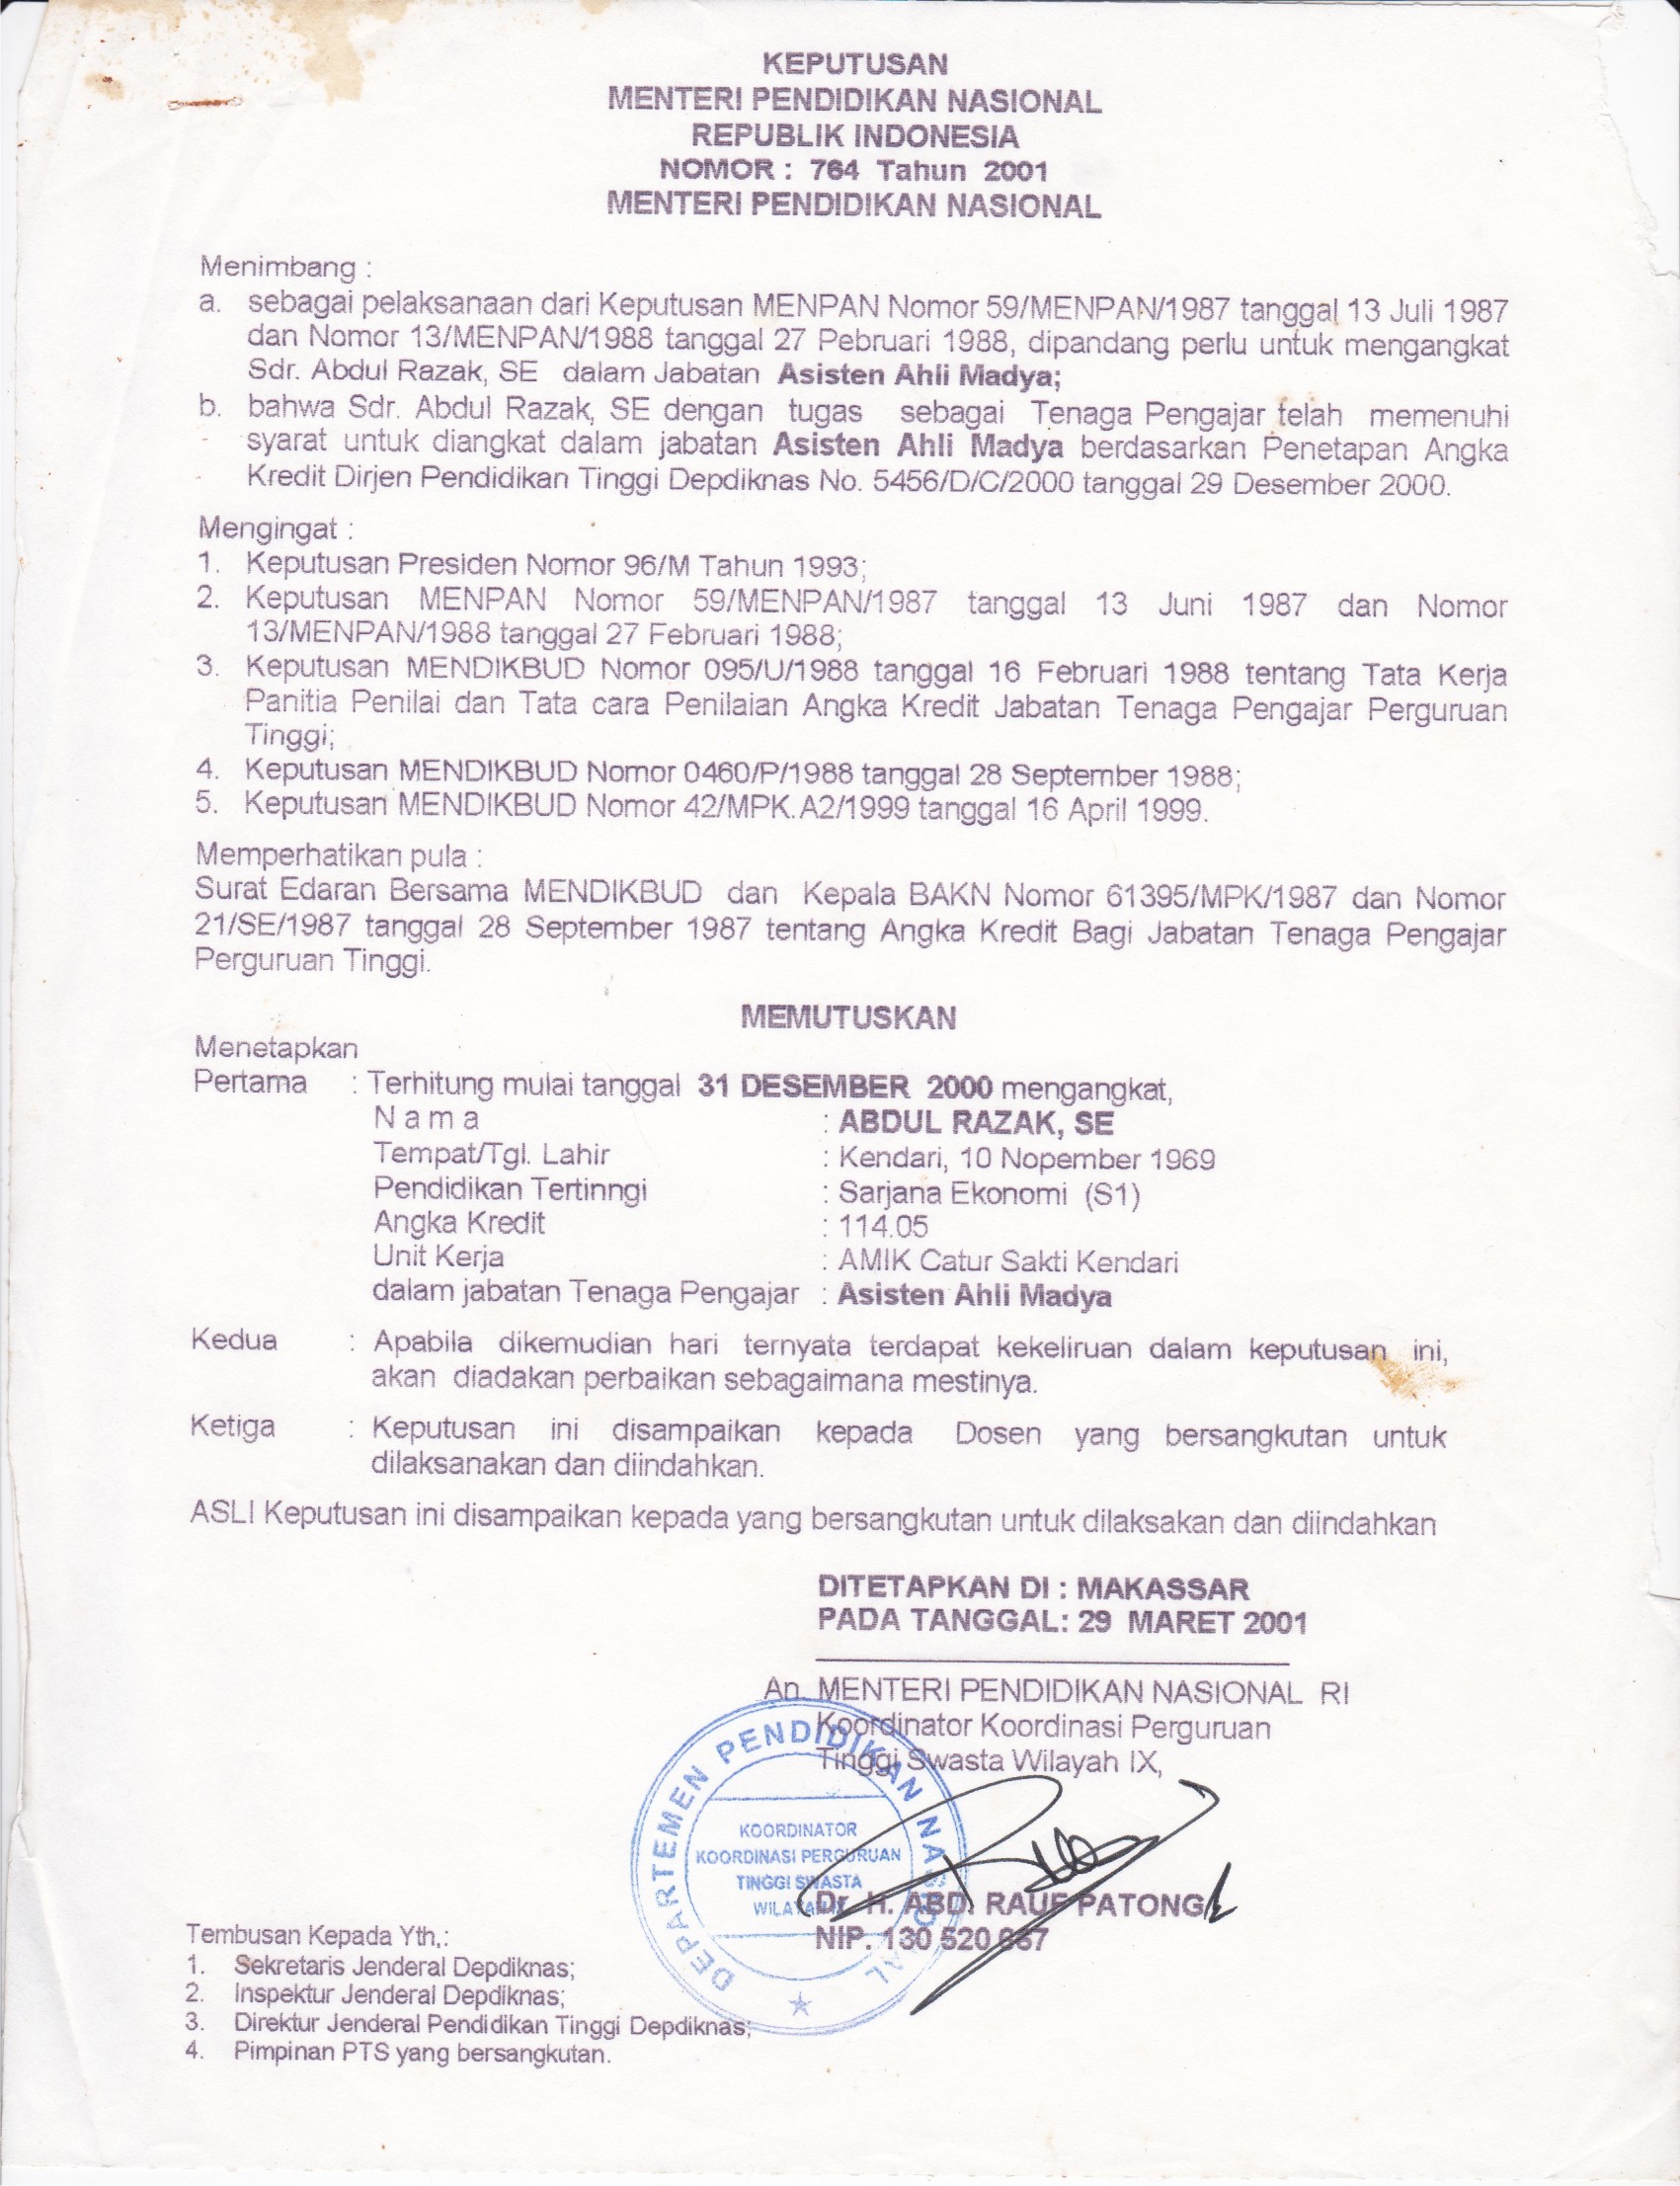 KEPUTUSAN
MENTERI PENDIDIKAN NASIONAL
REPUBLIK INDONESIA
NOMOR : 764 Tahun 2001
MENTERI PENDIDIKAN NASIONAL
Menimbang :
a. sebagai pelaksanaan dari Keputusan MENPAN Nomor 59/MENPAN/1987 tanggal 13 Juli 1987
dan Nomor 13/MENPAN/1988 tanggal 27 Pebruari 1988, dipandang perlu untuk mengangkat
Sdr. Abdul Razak, SE dalam Jabatan Asisten Ahli Madya;
b. bahwa Sdr. Abdul Razak, SE dengan tugas sebagai Tenaga Pengajar telah memenuhi
syarat untuk diangkat dalam jabatan Asisten Ahli Madya berdasarkan Penetapan Angka
Kredit Dirjen Pendidikan Tinggi Depdiknas No. 5456/D/C/2000 tanggal 29 Desember 2000.
Mengingat :
1. Keputusan Presiden Nomor 96/M Tahun 1993;
2. Keputusan MENPAN Nomor 59/MENPAN/1987 tanggal 13 Juni 1987 dan Nomor
13/MENPAN/1988 tanggal 27 Februari 1988;
3. Keputusan MENDIKBUD Nomor 095/U/1988 tanggal 16 Februari 1988 tentang Tata Kerja
Panitia Penilai dan Tata cara Penilaian Angka Kredit Jabatan Tenaga Pengajar Perguruan
Tinggi;
4. Keputusan MENDIKBUD Nomor 0460/P/1988 tanggal 28 September 1988;
5. Keputusan MENDIKBUD Nomor 42/MPK.A2/1999 tanggal 16 April 1999.
Memperhatikan pula :
Surat Edaran Bersama MENDIKBUD dan Kepala BAKN Nomor 61395/MPK/1987 dan Nomor
21/SE/1987 tanggal 28 September 1987 tentang Angka Kredit Bagi Jabatan Tenaga Pengajar
Perguruan Tinggi.
MEMUTUSKAN
Menetapkan
Pertama : Terhitung mulai tanggal 31 DESEMBER 2000 mengangkat,
N a m a : ABDUL RAZAK, SE
Tempat/Tgl. Lahir : Kendari, 10 Nopember 1969
Pendidikan Tertinngi : Sarjana Ekonomi (S1)
Angka Kredit : 114.05
Unit Kerja : AMIK Catur Sakti Kendari
dalam jabatan Tenaga Pengajar : Asisten Ahli Madya
Kedua : Apabila dikemudian hari ternyata terdapat kekeliruan dalam keputusan ini,
akan diadakan perbaikan sebagaimana mestinya.
Ketiga : Keputusan ini disampaikan kepada Dosen yang bersangkutan untuk
dilaksanakan dan diindahkan.
ASLI Keputusan ini disampaikan kepada yang bersangkutan untuk dilaksakan dan diindahkan
DITETAPKAN DI : MAKASSAR
PADA TANGGAL: 29 MARET 2001
An. MENTERI PENDIDIKAN NASIONAL RI
Koordinator Koordinasi Perguruan
Tinggi Swasta Wilayah IX,
DEPARTEMEN PENDIDIKAN NASIONAL
KOORDINATOR
KOORDINASI PERGURUAN
TINGGI SWASTA
Dr. H. ABD. RAUF PATONG
NIP. 130 520
Tembusan Kepada Yth,:
1. Sekretaris Jenderal Depdiknas;
2. Inspektur Jenderal Depdiknas;
3. Direktur Jenderal Pendidikan Tinggi Depdiknas;
4. Pimpinan PTS yang bersangkutan.